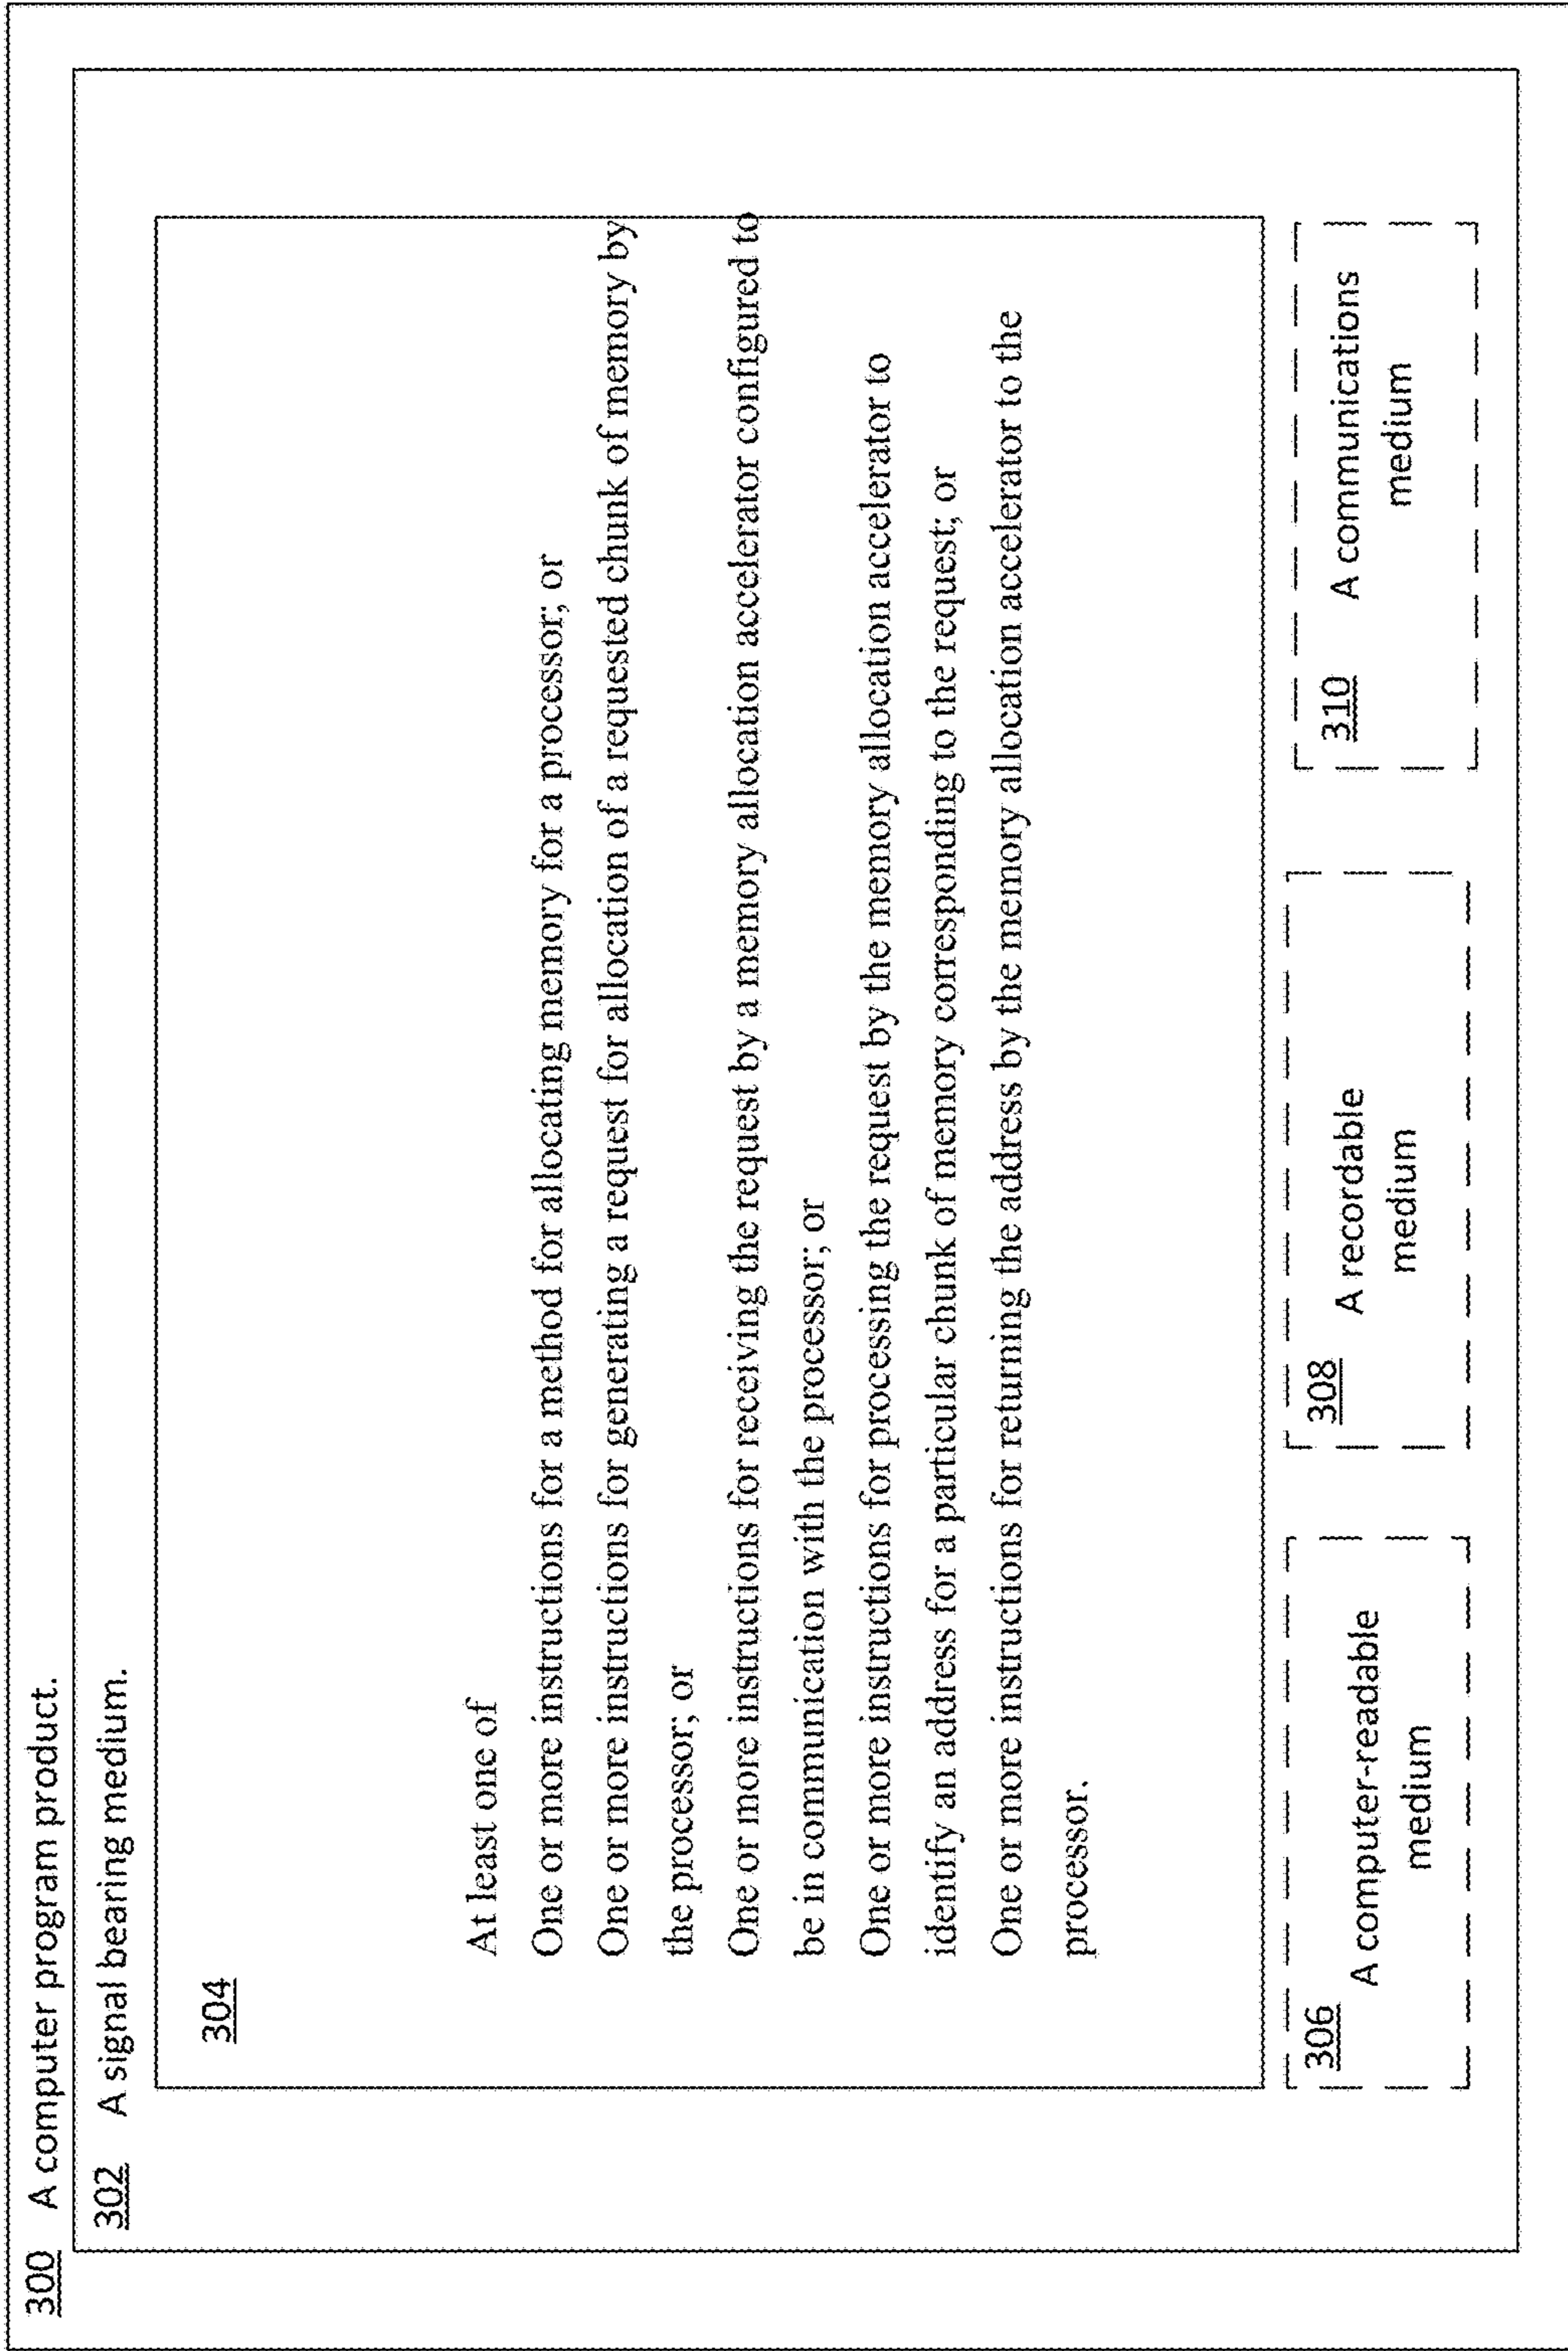 300 A computer program product.
302 A signal bearing medium.
304
At least one of
One or more instructions for a method for allocating memory for a processor; or
One or more instructions for generating a request for allocation of a requested chunk of memory by
the processor; or
One or more instructions for receiving the request by a memory allocation accelerator configured to
be in communication with the processor; or
One or more instructions for processing the request by the memory allocation accelerator to
identify an address for a particular chunk of memory corresponding to the request; or
One or more instructions for returning the address by the memory allocation accelerator to the
processor.
306
A computer-readable
medium
308
A recordable
medium
310
A communications
medium